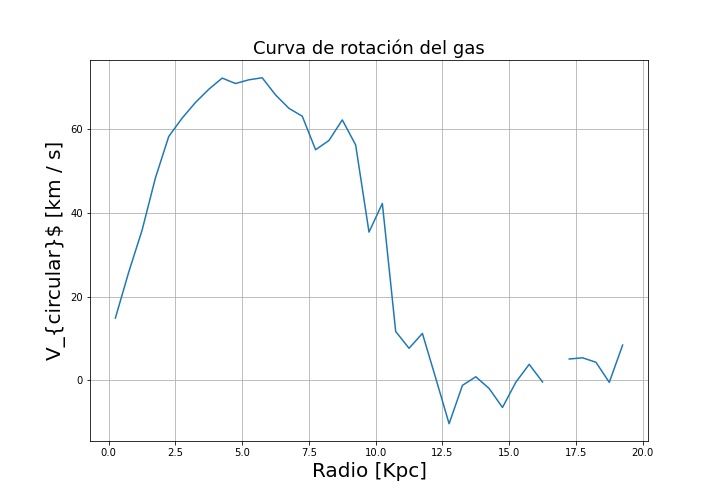 Curva de rotación del gas
V_{circular}$ [km / s]
60
40
20
0
0.0 2.5 5.0 7.5 10.0 12.5 15.0 17.5 20.0
Radio [Kpc]